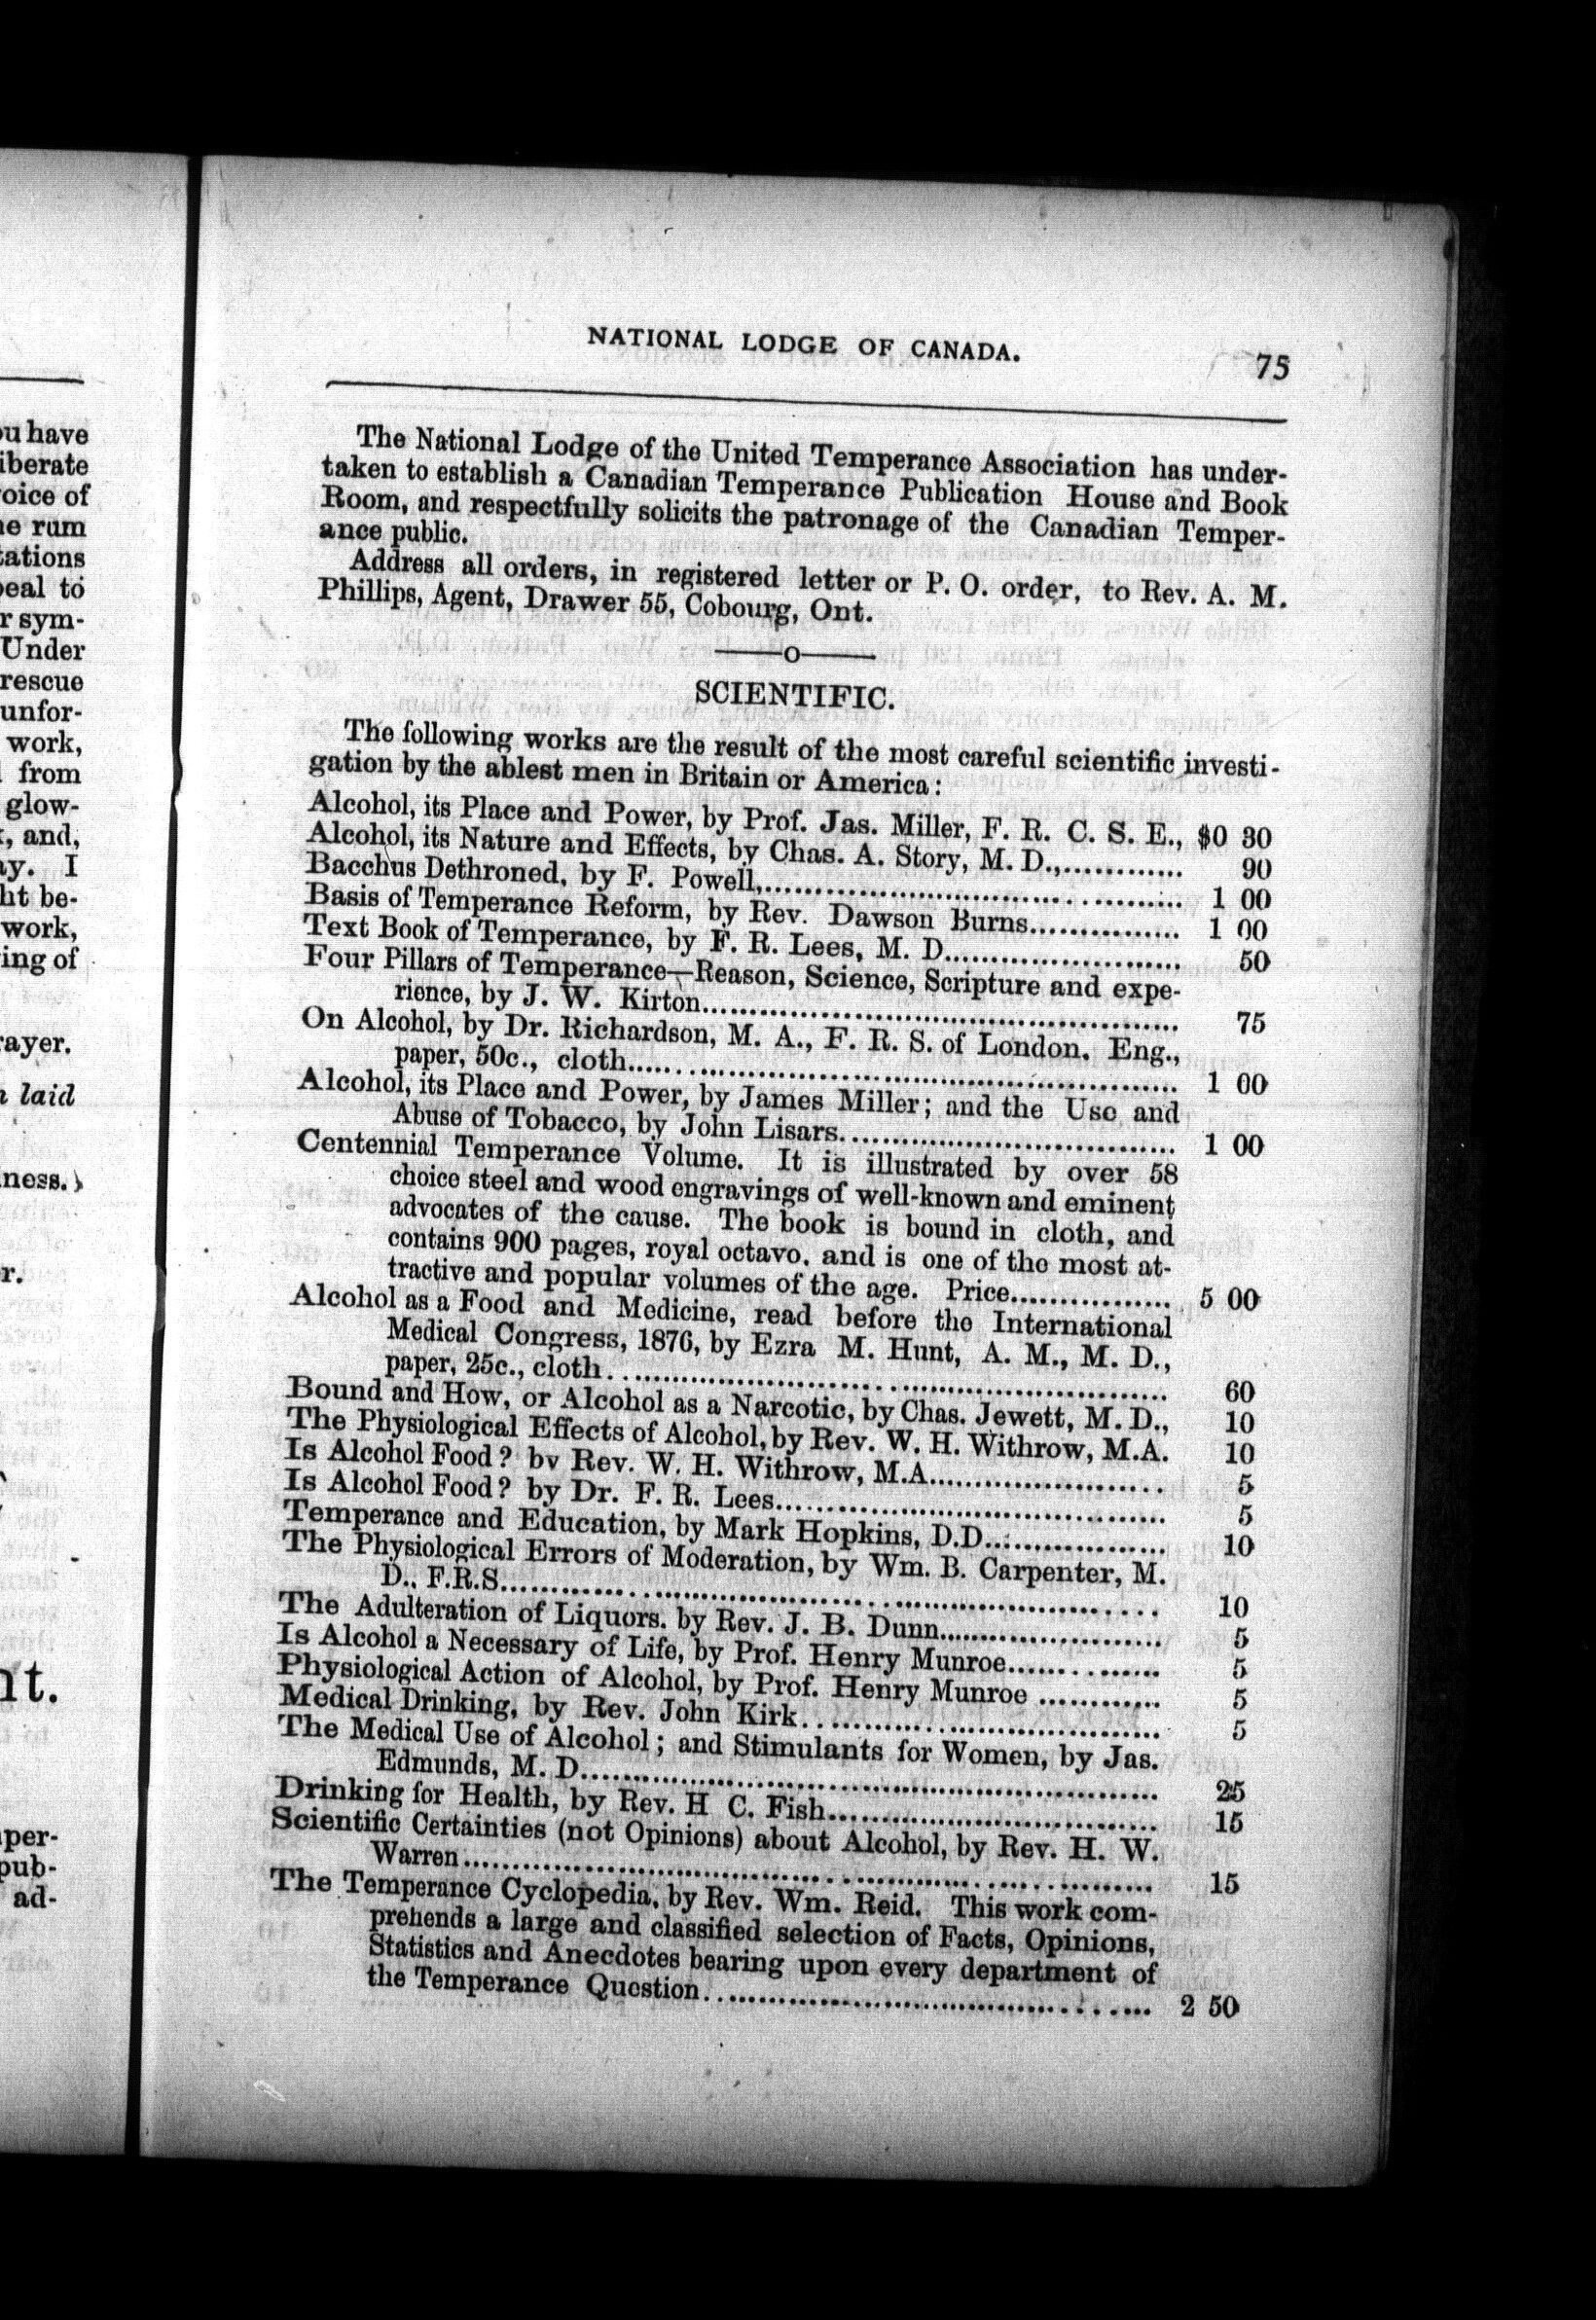 NATIONAL LODGE OF CANADA.
75
The National Lodge of the United Temperance Association has under-
taken to establish a Canadian Temperance Publication House and Book
Room, and respectfully solicits the patronage of the Canadian Temper-
ance public.
Address all orders, in registered letter or P. O. order, to Rev. A. M.
Phillips, Agent, Drawer 55, Cobourg, Ont.
o
SCIENTIFIC.
The following works are the result of the most careful scientific investi-
gation by the ablest men in Britain or America:
Alcohol, its Place and Power, by Prof. Jas. Miller, F. R. C. S. E., $0 30
Alcohol, its Nature and Effects, by Chas. A. Story, M. D.,............ 90
Bacchus Dethroned, by F. Powell,.......................................... 1 00
Basis of Temperance Reform, by Rev. Dawson Burns............... 1 00
Text Book of Temperance, by F. R. Lees, M. D........................ 50
Four Pillars of Temperance—Reason, Science, Scripture and expe-
rience, by J. W. Kirton................................................ 75
On Alcohol, by Dr. Richardson, M. A., F. R. S. of London, Eng.,
paper, 50c., cloth........................................................ 1 00
Alcohol, its Place and Power, by James Miller; and the Use and
Abuse of Tobacco, by John Lisars.................................. 1 00
Centennial Temperance Volume. It is illustrated by over 58
choice steel and wood engravings of well-known and eminent
advocates of the cause. The book is bound in cloth, and
contains 900 pages, royal octavo, and is one of the most at-
tractive and popular volumes of the age. Price................ 5 00
Alcohol as a Food and Medicine, read before the International
Medical Congress, 1876, by Ezra M. Hunt, A. M., M. D.,
paper, 25c., cloth......................................................... 60
Bound and How, or Alcohol as a Narcotic, by Chas. Jewett, M. D., 10
The Physiological Effects of Alcohol, by Rev. W. H. Withrow, M.A. 10
Is Alcohol Food? by Rev. W. H. Withrow, M.A........................ 5
Is Alcohol Food? by Dr. F. R. Lees....................................... 5
Temperance and Education, by Mark Hopkins, D.D.................. 10
The Physiological Errors of Moderation, by Wm. B. Carpenter, M.
D., F.R.S.................................................................. 10
The Adulteration of Liquors, by Rev. J. B. Dunn...................... 5
Is Alcohol a Necessary of Life, by Prof. Henry Munroe............... 5
Physiological Action of Alcohol, by Prof. Henry Munroe ............ 5
Medical Drinking, by Rev. John Kirk.................................... 5
The Medical Use of Alcohol; and Stimulants for Women, by Jas.
Edmunds, M. D.......................................................... 25
Drinking for Health, by Rev. H C. Fish................................. 15
Scientific Certainties (not Opinions) about Alcohol, by Rev. H. W.
Warren..................................................................... 15
The Temperance Cyclopedia, by Rev. Wm. Reid. This work com-
prehends a large and classified selection of Facts, Opinions,
Statistics and Anecdotes bearing upon every department of
the Temperance Question............................................. 2 50